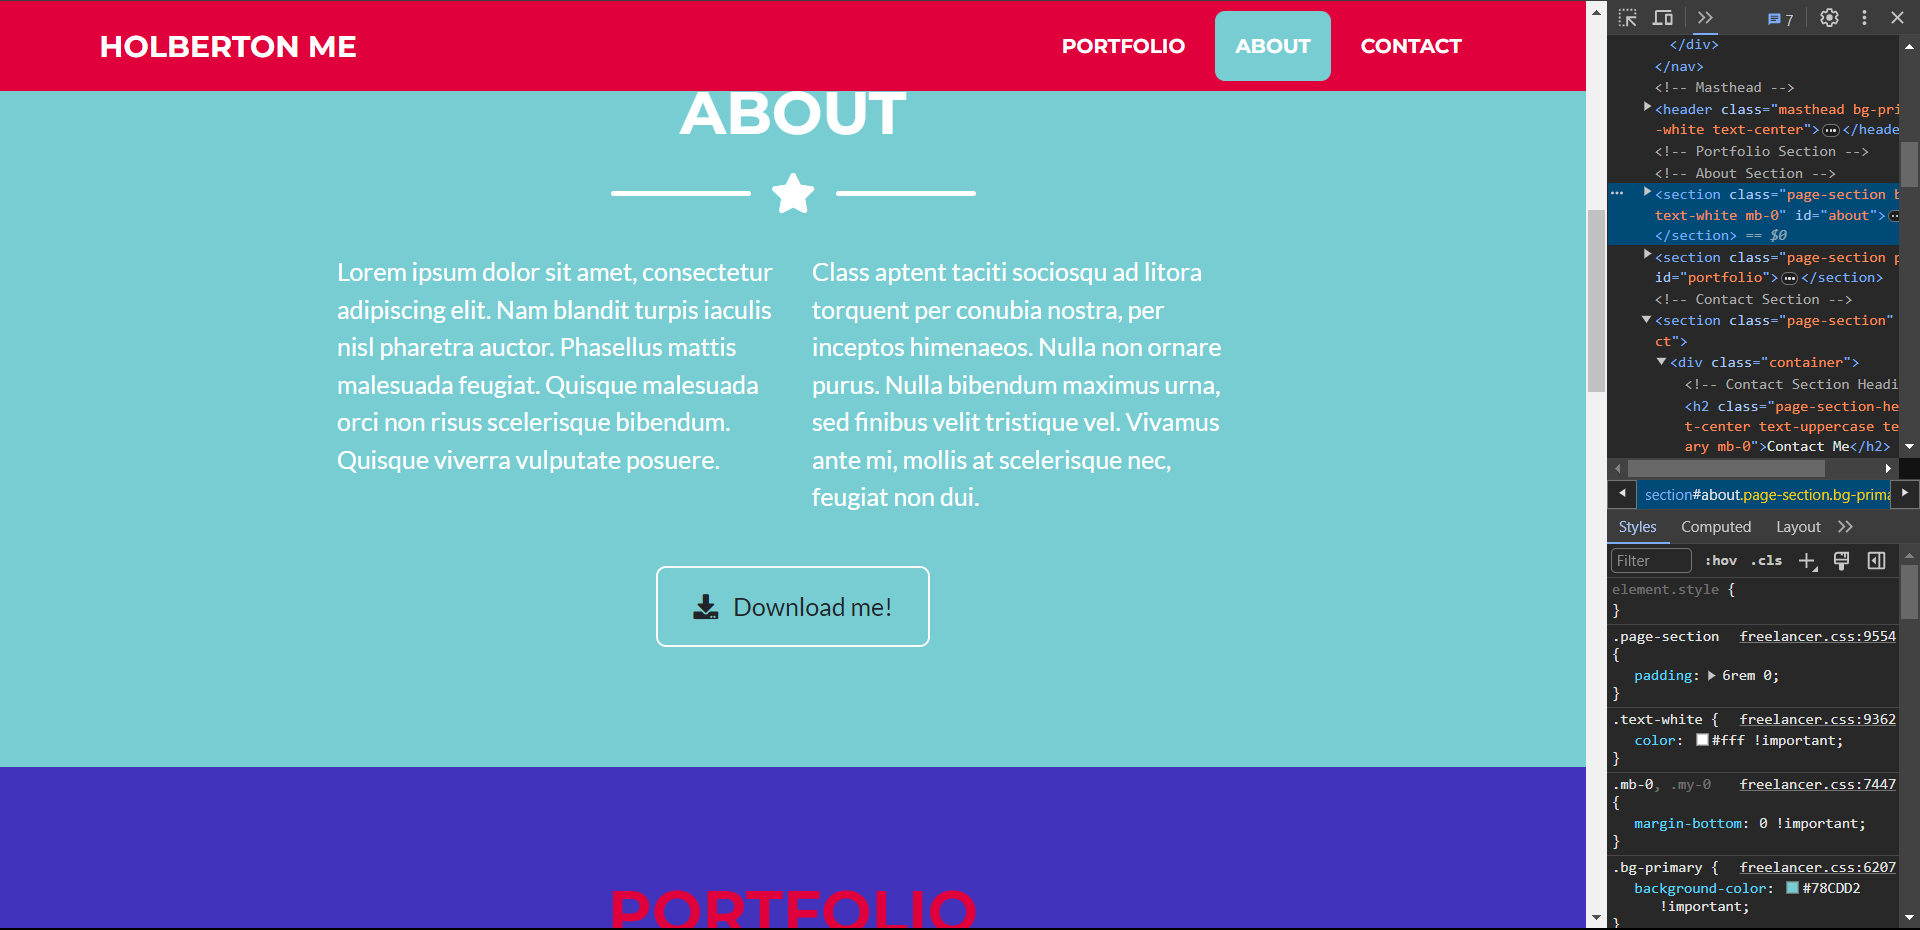 HOLBERTON ME
PORTFOLIO
ABOUT
CONTACT
ABOUT
Lorem ipsum dolor sit amet, consectetur
adipiscing elit. Nam blandit turpis iaculis
nisl pharetra auctor. Phasellus mattis
malesuada feugiat. Quisque malesuada
orci non risus scelerisque bibendum.
Quisque viverra vulputate posuere.
Class aptent taciti sociosqu ad litora
torquent per conubia nostra, per
inceptos himenaeos. Nulla non ornare
purus. Nulla bibendum maximus urna,
sed finibus velit tristique vel. Vivamus
ante mi, mollis at scelerisque nec,
feugiat non dui.
Download me!
PORTFOLIO
7
</div>
</nav>
<!-- Masthead -->
<header class="masthead bg-pri
-white text-center">…</heade
<!-- Portfolio Section -->
<!-- About Section -->
<section class="page-section b
text-white mb-0" id="about">…
</section> == $0
<section class="page-section p
id="portfolio">…</section>
<!-- Contact Section -->
<section class="page-section"
ct">
<div class="container">
<!-- Contact Section Headi
<h2 class="page-section-he
t-center text-uppercase te
ary mb-0">Contact Me</h2>
section#about.page-section.bg-prima
Styles
Computed
Layout
Filter
:hov
.cls
element.style {
}
.page-section freelancer.css:9554
{
padding: 6rem 0;
}
.text-white { freelancer.css:9362
color: #fff !important;
}
.mb-0, .my-0 freelancer.css:7447
{
margin-bottom: 0 !important;
}
.bg-primary { freelancer.css:6207
background-color: #78CDD2
!important;
}